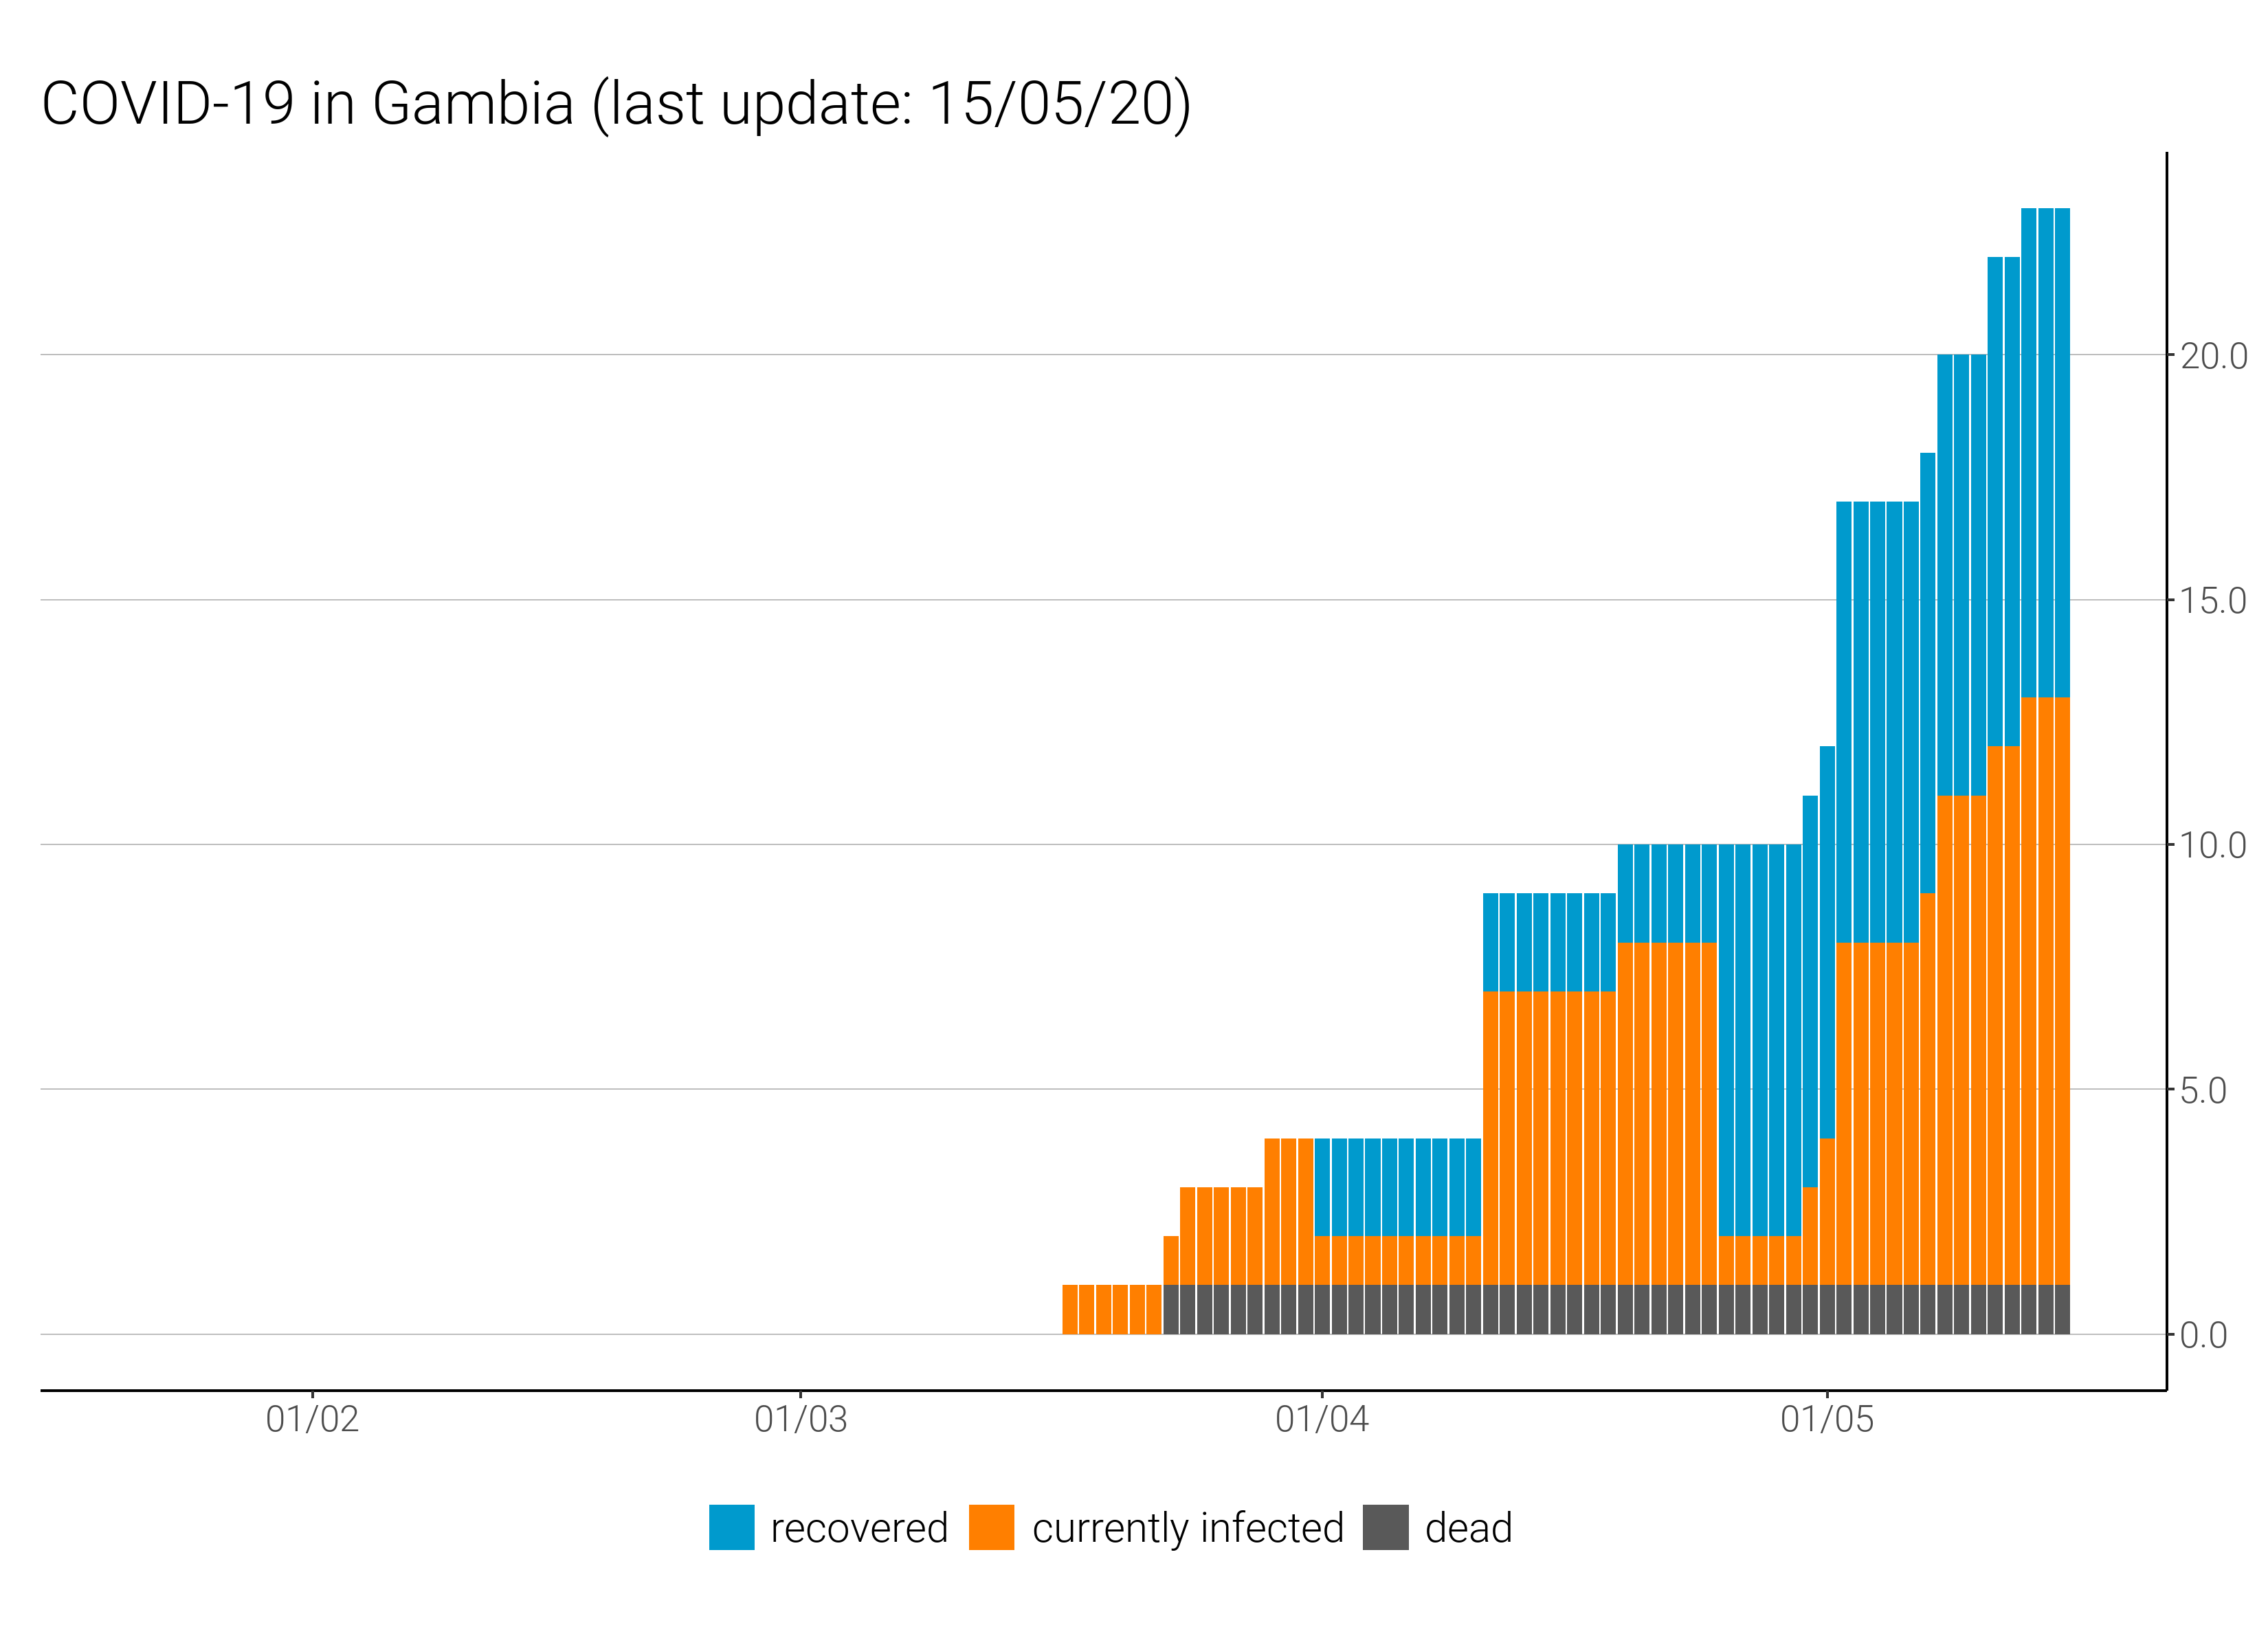 COVID-19 in Gambia (last update: 15/05/20)
20.0
15.0
10.0
5.0
0.0
01/02 01/03 01/04 01/05
recovered currently infected dead